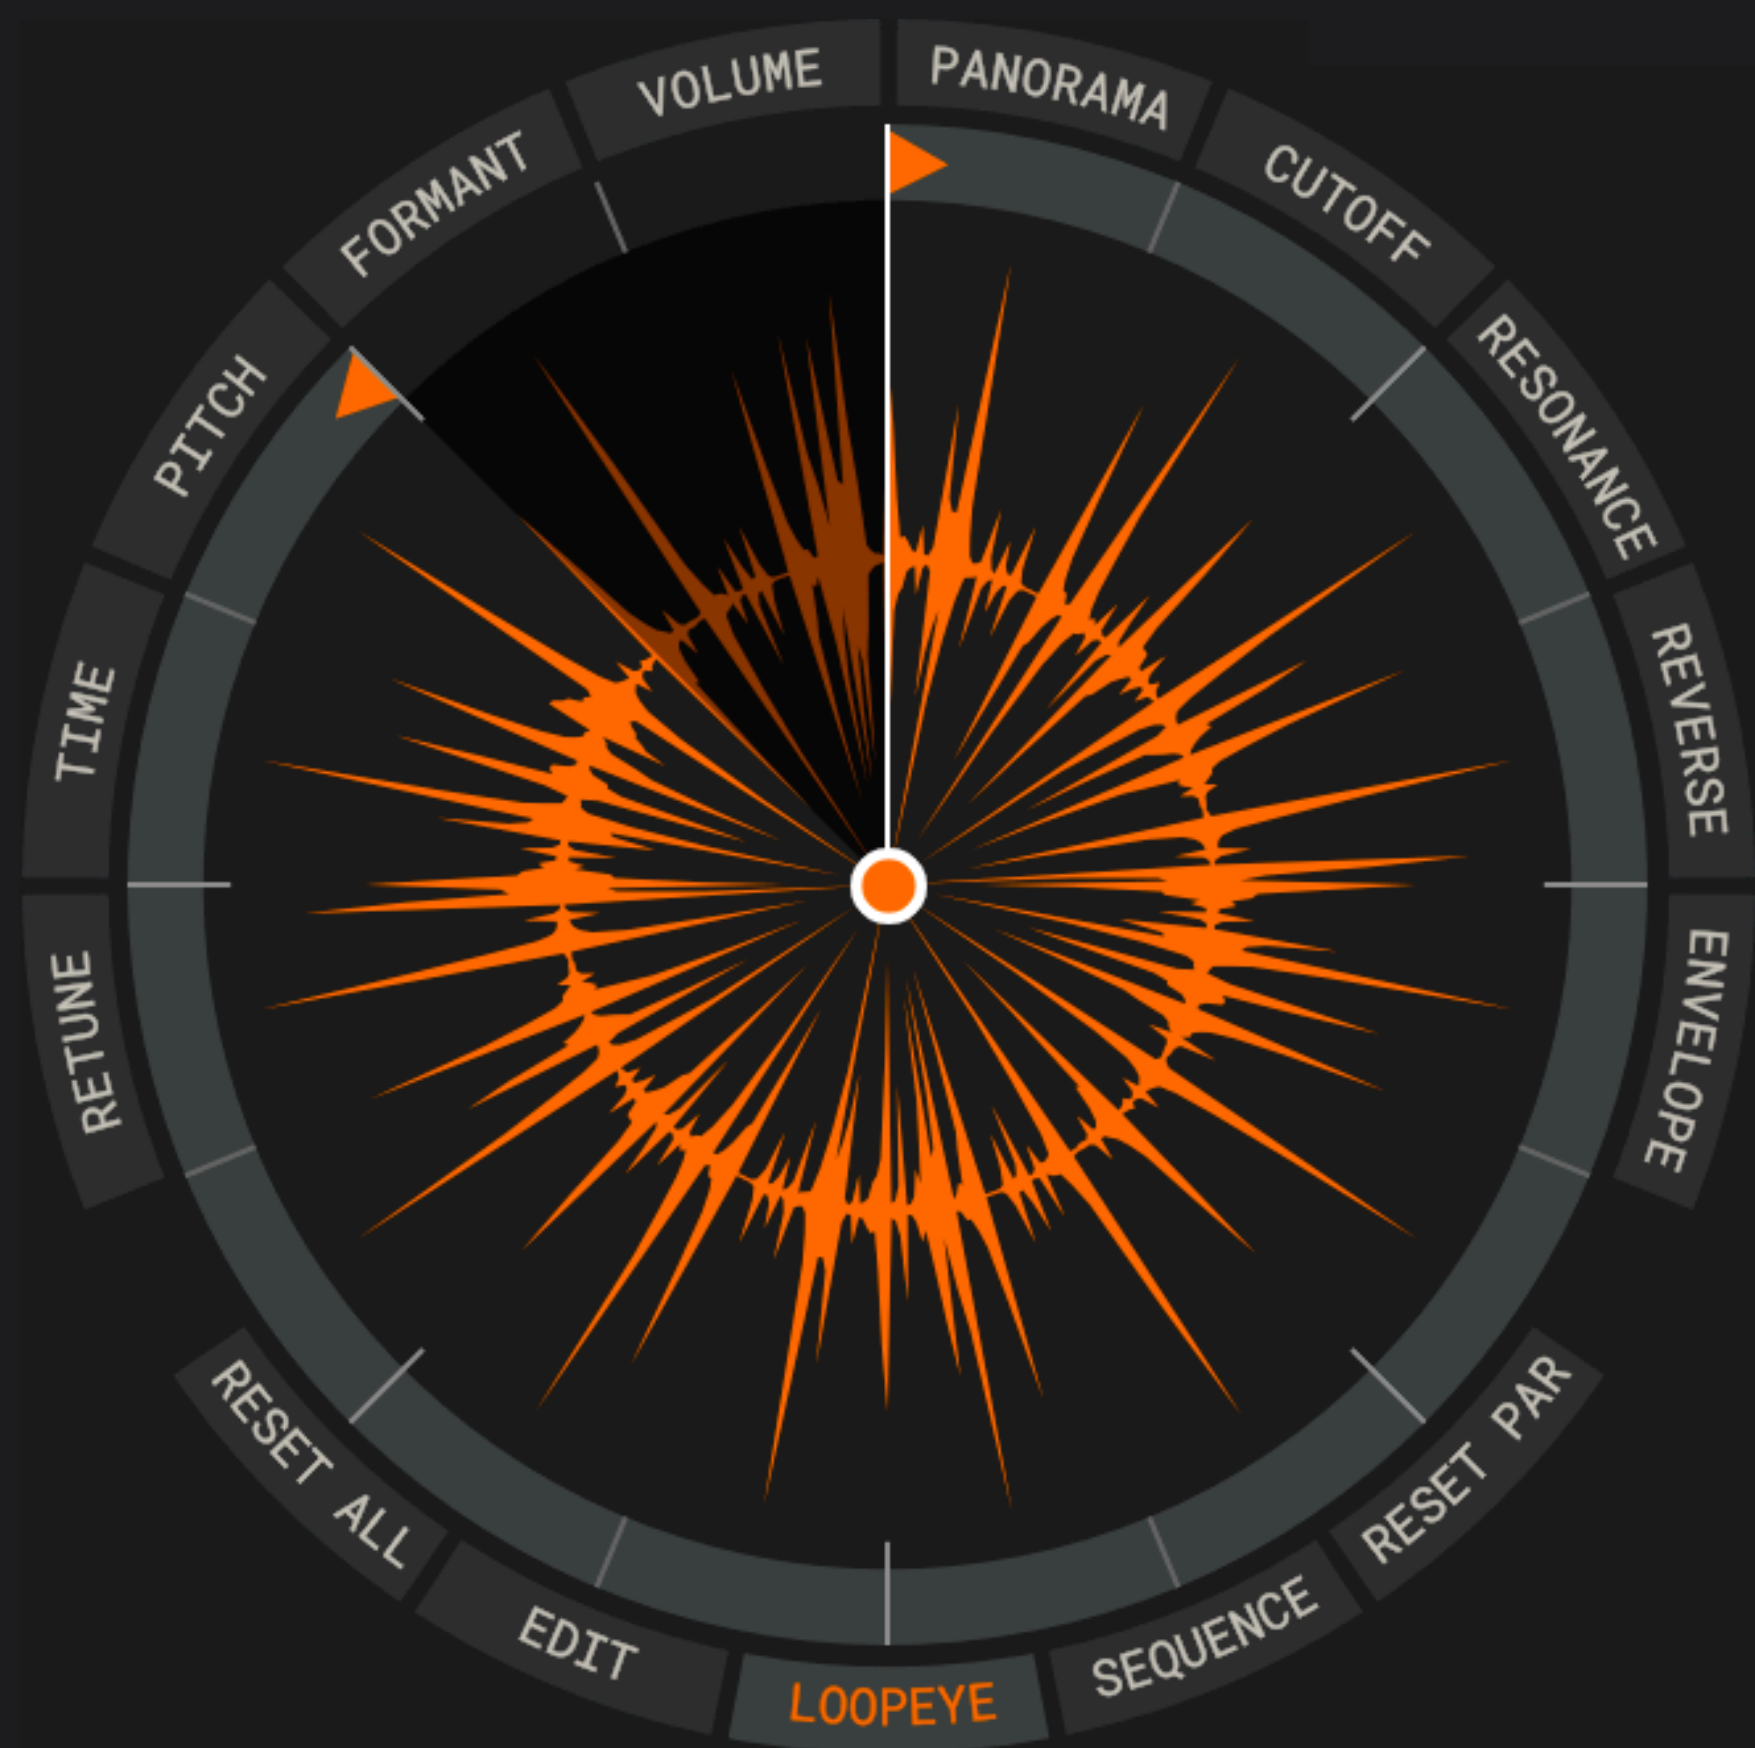 VOLUME
PANORAMA
FORMANT
CUTOFF
PITCH
RESONANCE
TIME
REVERSE
RETUNE
ENVELOPE
RESET ALL
RESET PAR
EDIT
SEQUENCE
LOOPEYE